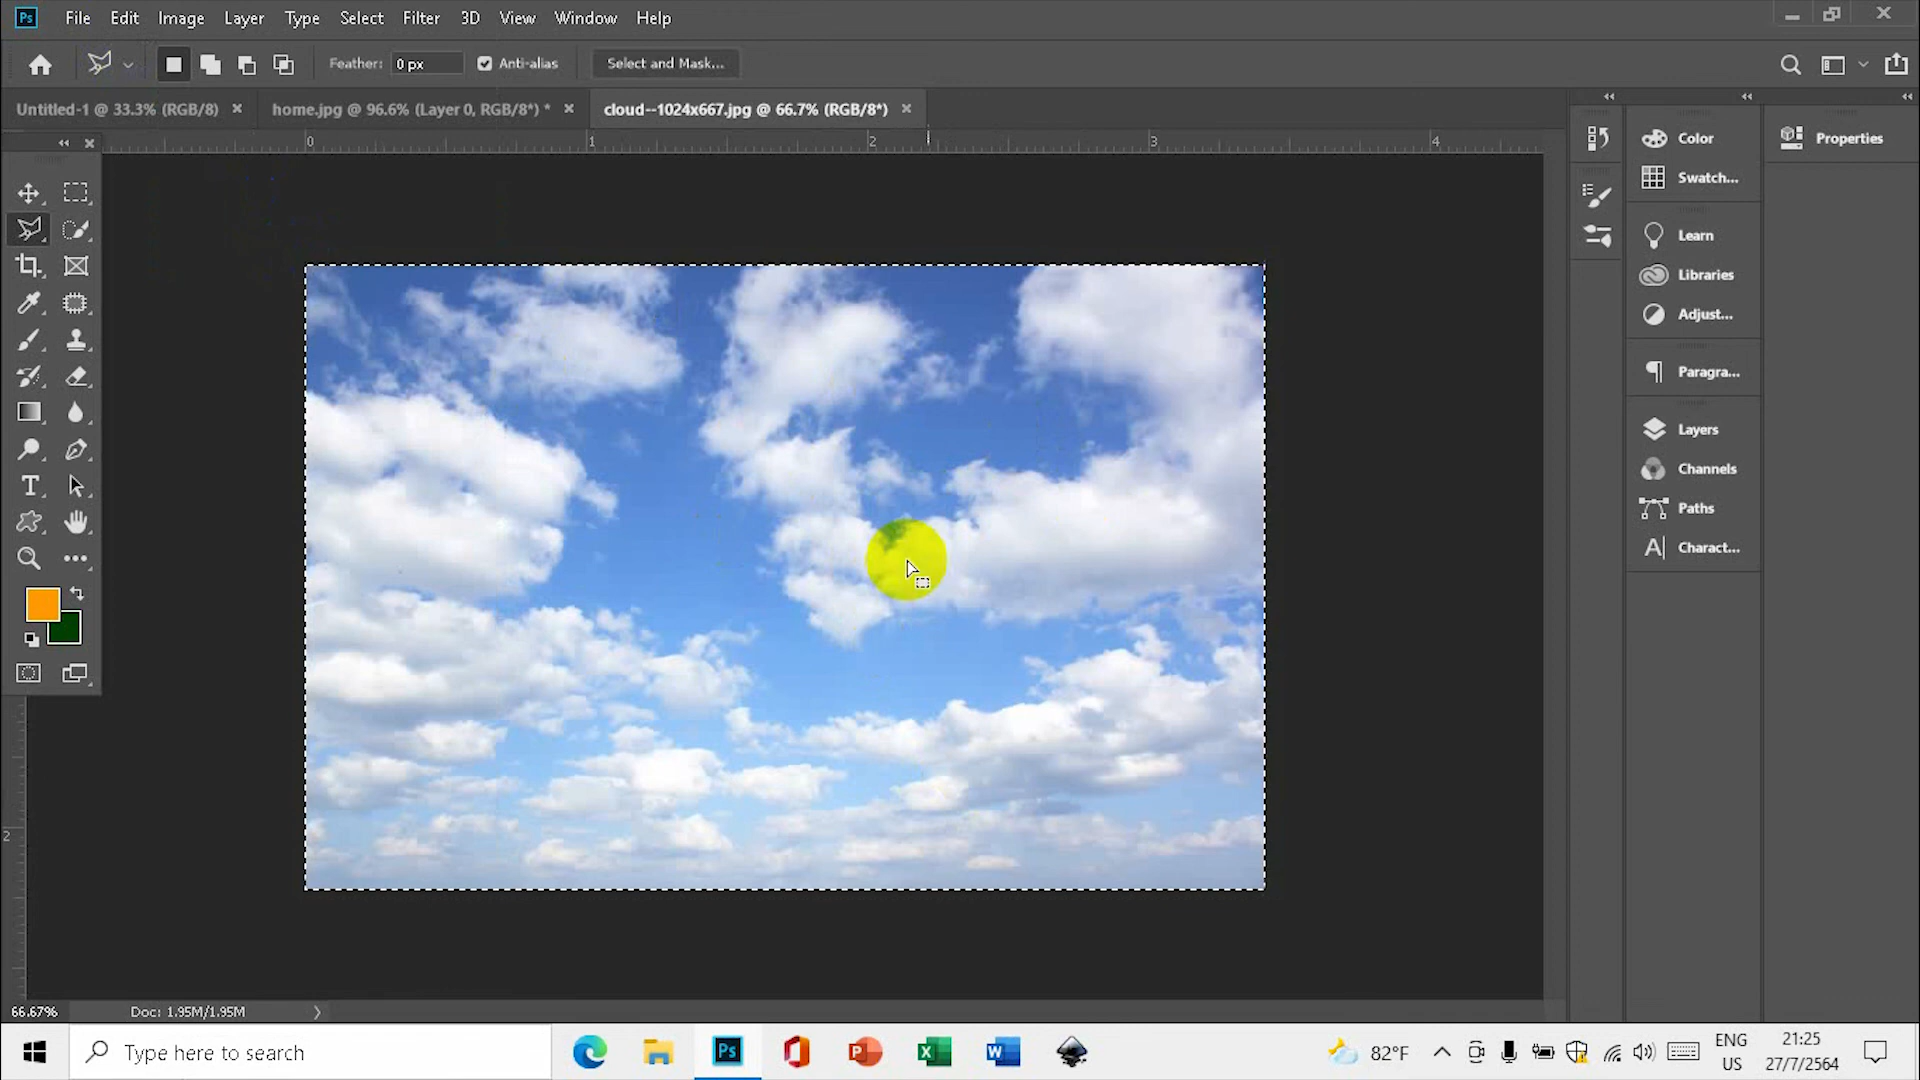 Ps File Edit Image Layer Type Select Filter 3D View Window Help
Feather: 0 px Anti-alias Select and Mask...
Untitled-1 @ 33.3% (RGB/8) home.jpg @ 96.6% (Layer 0, RGB/8*) * cloud--1024x667.jpg @ 66.7% (RGB/8*)
0 1 2 3 4
Color
Swatch...
Learn
Libraries
Adjust...
Paragra...
Layers
Channels
Paths
Charact...
Properties
2
66.67% Doc: 1.95M/1.95M
Type here to search
Ps
82°F
ENG
US
21:25
27/7/2564